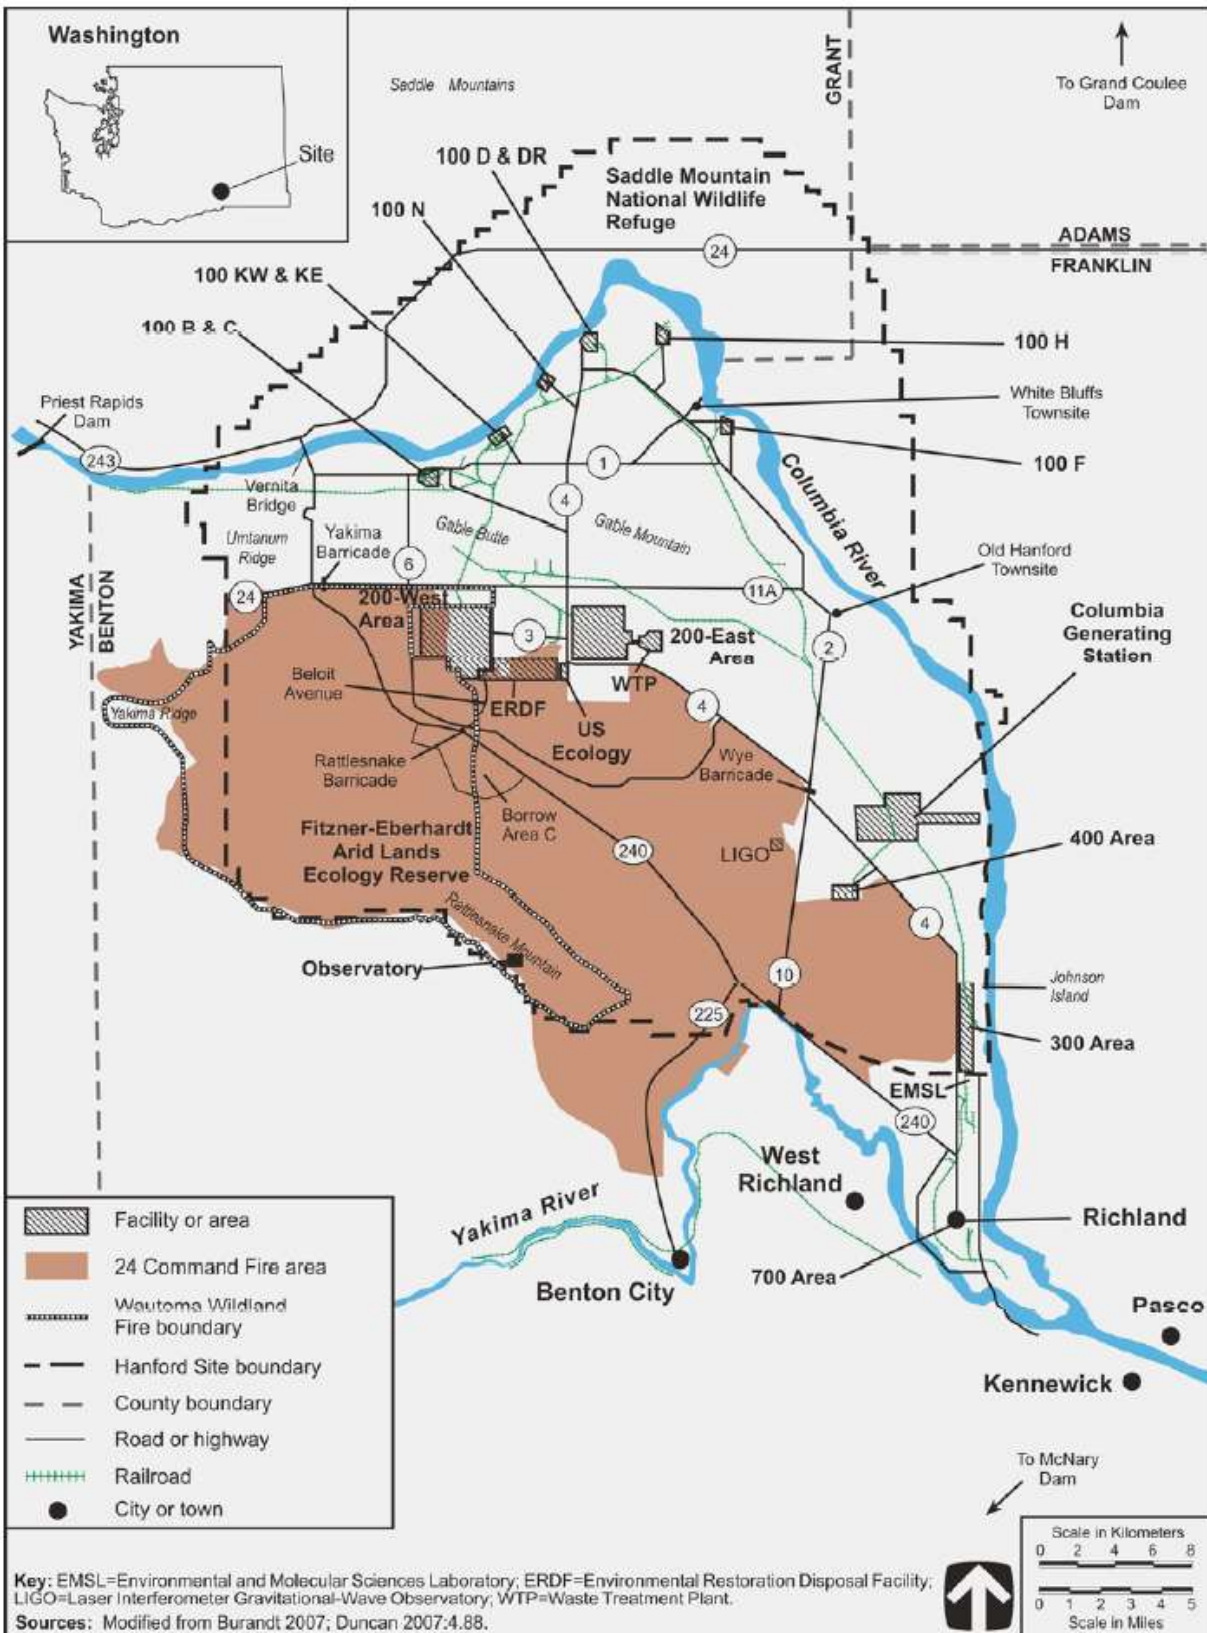 Washington
Site
Saddle Mountains
GRANT
To Grand Coulee
Dam
100 D & DR
Saddle Mountain
National Wildlife
Refuge
100 N
24
ADAMS
FRANKLIN
100 KW & KE
100 B & C
100 H
Priest Rapids
Dam
White Bluffs
Townsite
243
1
100 F
Vernita
Bridge
4
Columbia River
Umtanum
Ridge
Yakima
Barricade
Gable Butte
Gable Mountain
6
Old Hanford
Townsite
YAKIMA
BENTON
24
200-West
Area
11A
Columbia
Generating
Station
3
200-East
Area
2
Beloit
Avenue
WTP
ERDF
4
Yakima Ridge
US
Ecology
Rattlesnake
Barricade
Wye
Barricade
Borrow
Area C
Fitzner-Eberhardt
Arid Lands
Ecology Reserve
240
LIGO
400 Area
Rattlesnake Mountain
4
Observatory
10
Johnson
Island
225
300 Area
EMSL
240
West
Richland
Yakima River
Richland
700 Area
Benton City
Pasco
Kennewick
Facility or area
24 Command Fire area
Wautoma Wildland
Fire boundary
Hanford Site boundary
County boundary
Road or highway
Railroad
City or town
To McNary
Dam
Scale in Kilometers
0 2 4 6 8
0 1 2 3 4 5
Scale in Miles
Key: EMSL=Environmental and Molecular Sciences Laboratory; ERDF=Environmental Restoration Disposal Facility;
LIGO=Laser Interferometer Gravitational-Wave Observatory; WTP=Waste Treatment Plant.
Sources: Modified from Burandt 2007; Duncan 2007:4.88.